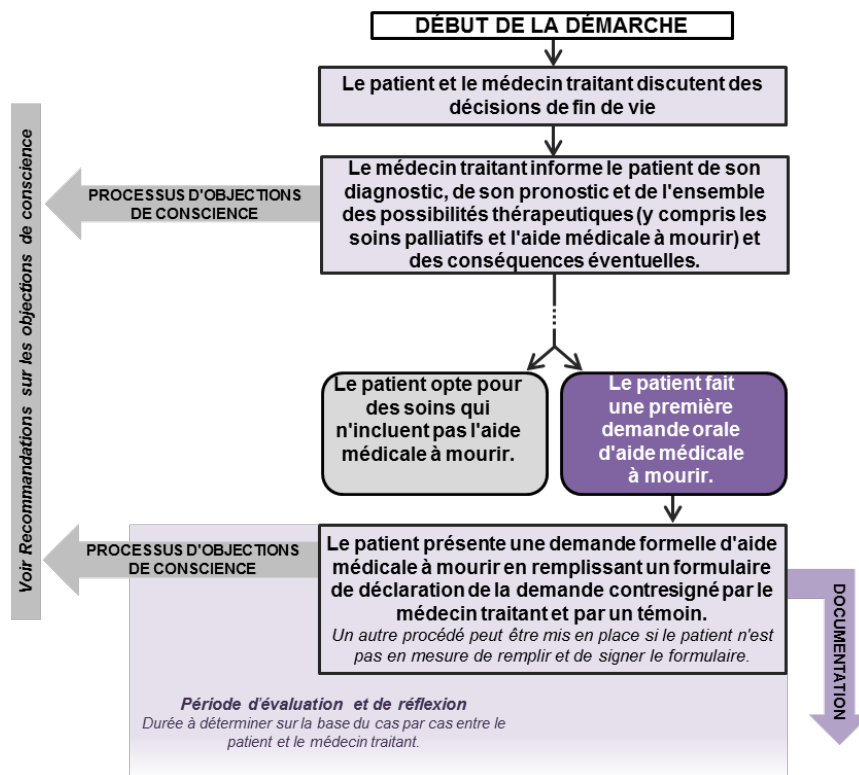 DÉBUT DE LA DÉMARCHE
Le patient et le médecin traitant discutent des
décisions de fin de vie
Le médecin traitant informe le patient de son
diagnostic, de son pronostic et de l'ensemble
des possibilités thérapeutiques (y compris les
soins palliatifs et l'aide médicale à mourir) et
des conséquences éventuelles.
PROCESSUS D'OBJECTIONS
DE CONSCIENCE
Voir Recommandations sur les objections de conscience
Le patient opte pour
des soins qui
n'incluent pas l'aide
médicale à mourir.
Le patient fait
une première
demande orale
d'aide médicale
à mourir.
PROCESSUS D'OBJECTIONS
DE CONSCIENCE
Le patient présente une demande formelle d'aide
médicale à mourir en remplissant un formulaire
de déclaration de la demande contresigné par le
médecin traitant et par un témoin.
Un autre procédé peut être mis en place si le patient n'est
pas en mesure de remplir et de signer le formulaire.
DOCUMENTATION
Période d'évaluation et de réflexion
Durée à déterminer sur la base du cas par cas entre le
patient et le médecin traitant.